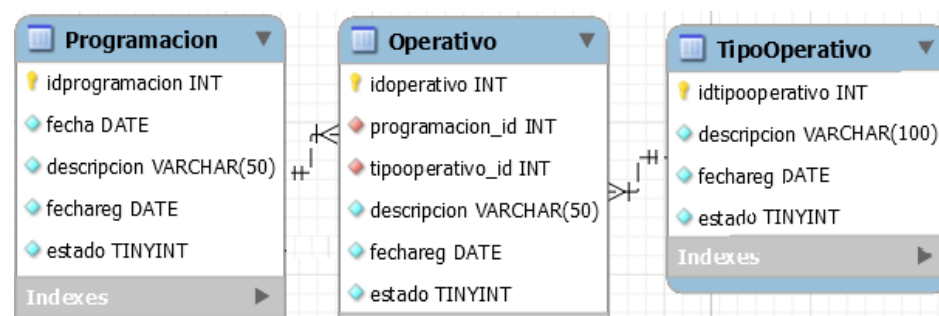 Programacion
idprogramacion INT
fecha DATE
descripcion VARCHAR(50)
fechareg DATE
estado TINYINT
Indexes
Operativo
idoperativo INT
programacion_id INT
tipooperativo_id INT
descripcion VARCHAR(50)
fechareg DATE
estado TINYINT
TipoOperativo
idtipooperativo INT
descripcion VARCHAR(100)
fechareg DATE
estado TINYINT
Indexes